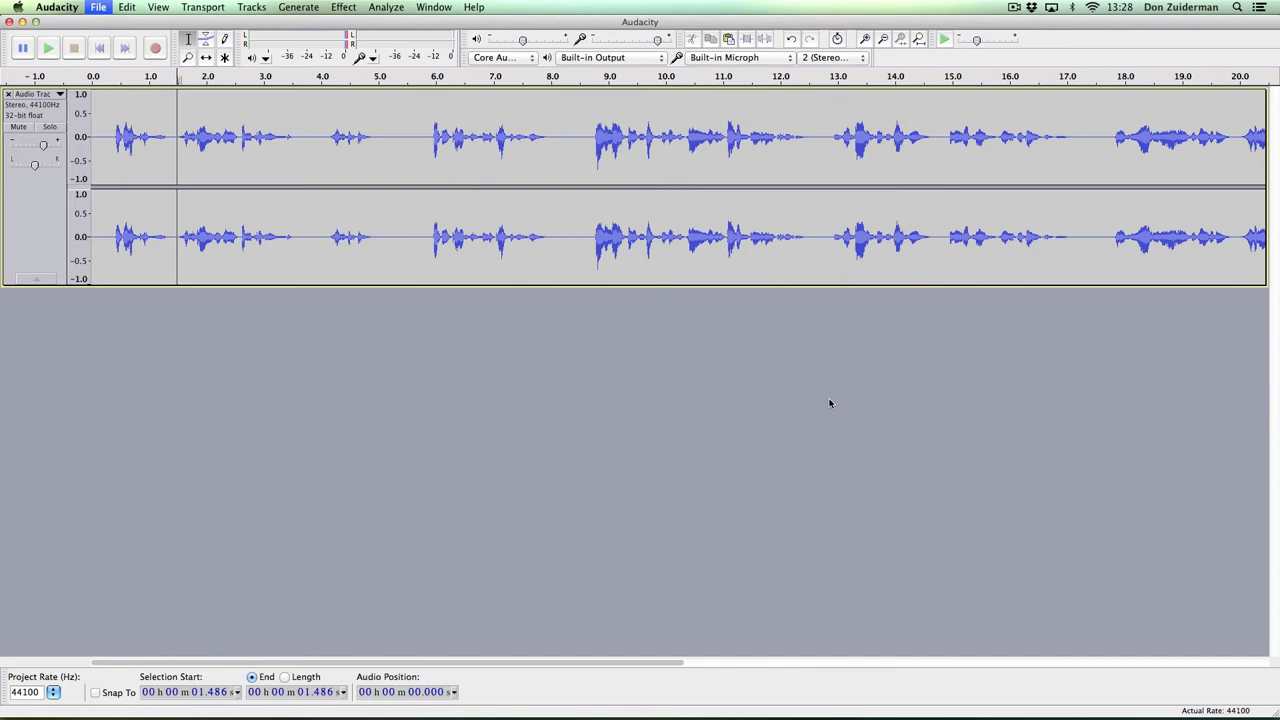 Audacity File Edit View Transport Tracks Generate Effect Analyze Window Help 13:28 Don Zuiderman
Audacity
L R -36 -24 -12 0 L R -36 -24 -12 0
Core Au... Built-in Output Built-in Microph 2 (Stereo...
-1.0 0.0 1.0 2.0 3.0 4.0 5.0 6.0 7.0 8.0 9.0 10.0 11.0 12.0 13.0 14.0 15.0 16.0 17.0 18.0 19.0 20.0
Audio Trac 1.0
Stereo, 44100Hz
32-bit float 0.5
Mute Solo
- + 0.0
L R -0.5
-1.0
1.0
0.5
0.0
-0.5
-1.0
Project Rate (Hz): Selection Start: End Length Audio Position:
44100 Snap To 00 h 00 m 01.486 s 00 h 00 m 01.486 s 00 h 00 m 00.000 s
Actual Rate: 44100